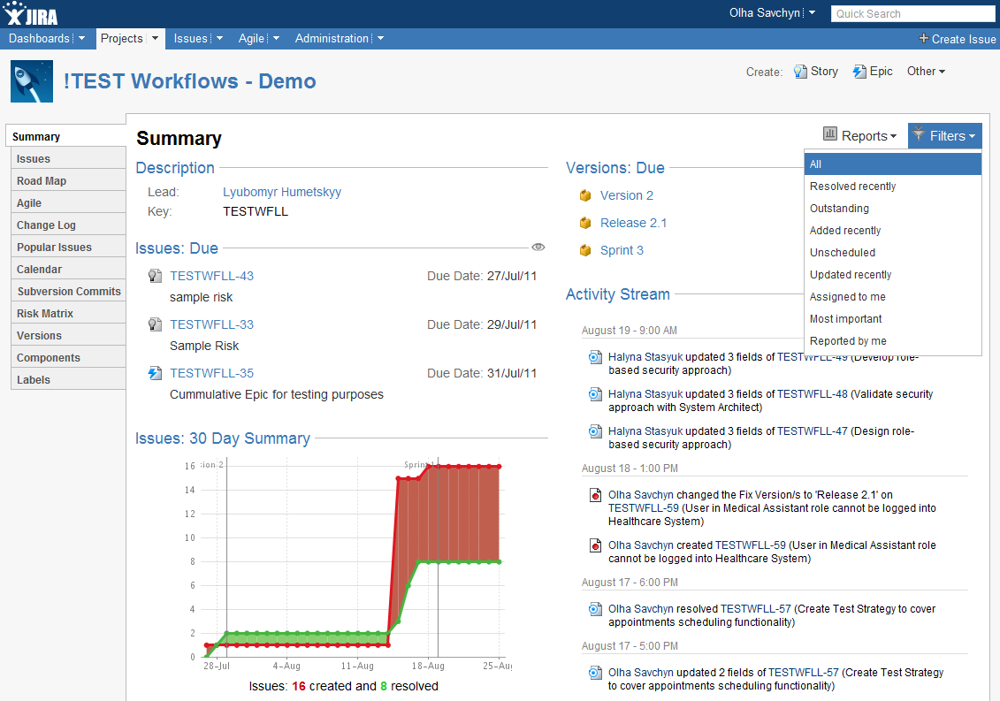 JIRA
Olha Savchyn
Quick Search
Dashboards
Projects
Issues
Agile
Administration
Create Issue
!TEST Workflows - Demo
Create:
Story
Epic
Other
Summary
Issues
Road Map
Agile
Change Log
Popular Issues
Calendar
Subversion Commits
Risk Matrix
Versions
Components
Labels
Summary
Reports
Filters
All
Resolved recently
Outstanding
Added recently
Unscheduled
Updated recently
Assigned to me
Most important
Reported by me
Description
Lead: Lyubomyr Humetskyy
Key: TESTWFLL
Issues: Due
TESTWFLL-43 Due Date: 27/Jul/11
sample risk
TESTWFLL-33 Due Date: 29/Jul/11
Sample Risk
TESTWFLL-35 Due Date: 31/Jul/11
Cummulative Epic for testing purposes
Issues: 30 Day Summary
16
14
12
10
8
6
4
2
0
sion 2
Sprint
28-Jul 4-Aug 11-Aug 18-Aug 25-Aug
Issues: 16 created and 8 resolved
Versions: Due
Version 2
Release 2.1
Sprint 3
Activity Stream
August 19 - 9:00 AM
Halyna Stasyuk updated 3 fields of TESTWFLL-49 (Develop role-
based security approach)
Halyna Stasyuk updated 3 fields of TESTWFLL-48 (Validate security
approach with System Architect)
Halyna Stasyuk updated 3 fields of TESTWFLL-47 (Design role-
based security approach)
August 18 - 1:00 PM
Olha Savchyn changed the Fix Version/s to 'Release 2.1' on
TESTWFLL-59 (User in Medical Assistant role cannot be logged into
Healthcare System)
Olha Savchyn created TESTWFLL-59 (User in Medical Assistant role
cannot be logged into Healthcare System)
August 17 - 6:00 PM
Olha Savchyn resolved TESTWFLL-57 (Create Test Strategy to cover
appointments scheduling functionality)
August 17 - 5:00 PM
Olha Savchyn updated 2 fields of TESTWFLL-57 (Create Test Strategy
to cover appointments scheduling functionality)